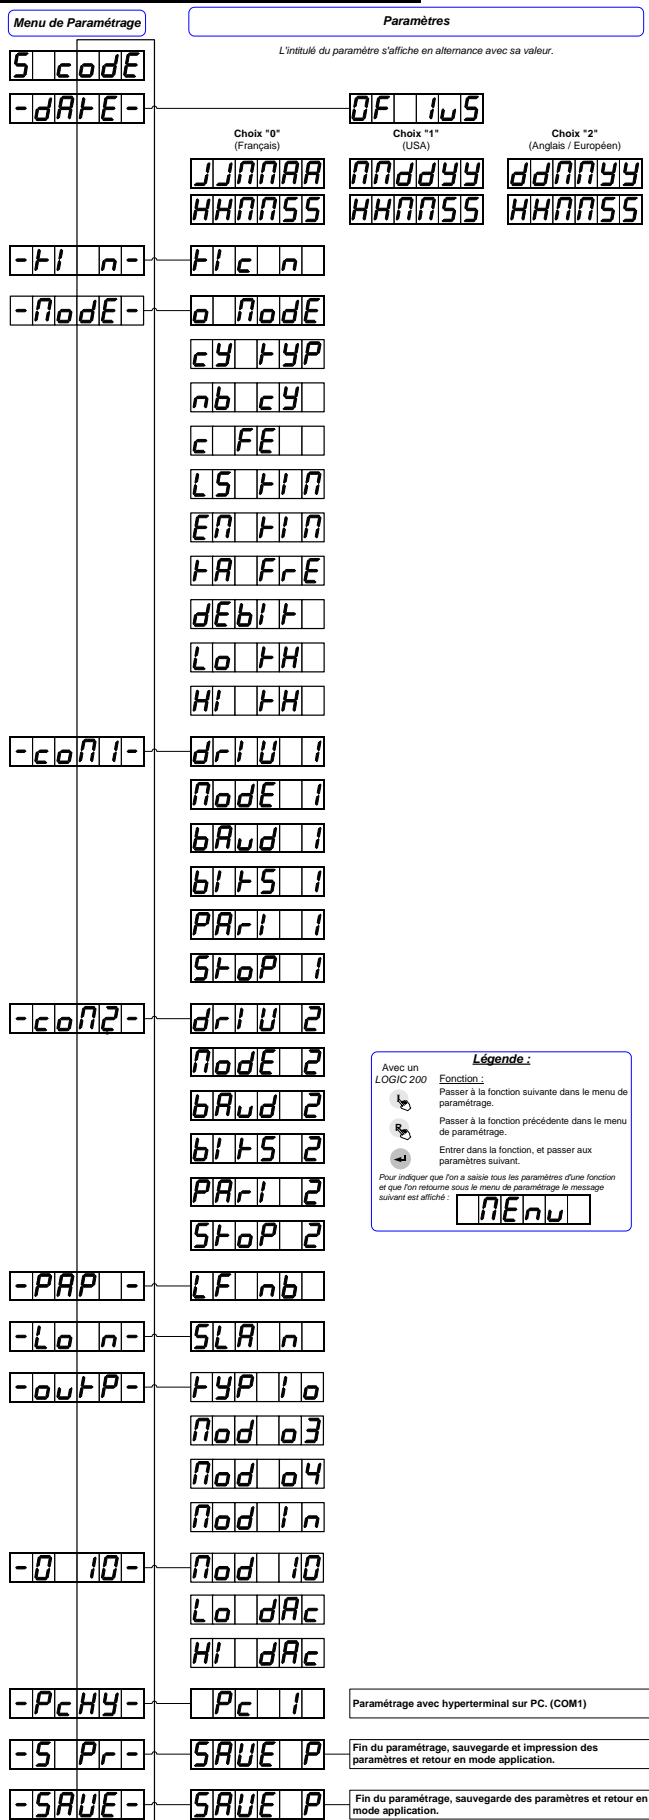 Menu de Paramétrage
Paramètres
L'intitulé du paramètre s'affiche en alternance avec sa valeur.
S codE
-dAtE-
0F 1uS
Choix "0"
(Français)
Choix "1"
(USA)
Choix "2"
(Anglais / Européen)
JJMMAA
MMddyy
ddMMyy
HHMMSS
HHMMSS
HHMMSS
-tI n-
tIc n
-ModE-
o ModE
cy tyP
nb cy
c FE
LS tIM
EM tIM
tA FrE
dEbIt
Lo tH
HI tH
-coM1-
drIU 1
ModE 1
bAud 1
bItS 1
PArI 1
StoP 1
-coM2-
drIU 2
ModE 2
bAud 2
bItS 2
PArI 2
StoP 2
Légende :
Avec un
LOGIC 200
Fonction :
I
Passer à la fonction suivante dans le menu de
paramétrage.
R
Passer à la fonction précédente dans le menu
de paramétrage.
Entrer dans la fonction, et passer aux
paramètres suivant.
Pour indiquer que l'on a saisie tous les paramètres d'une fonction
et que l'on retourne sous le menu de paramétrage le message
suivant est affiché :
MEnu
-PAP -
LF nb
-Lo n-
SLA n
-outP-
tyP Io
Mod o3
Mod o4
Mod In
-0 10-
Mod 10
Lo dAc
HI dAc
-PcHy-
Pc 1
Paramétrage avec hyperterminal sur PC. (COM1)
-S Pr-
SAUE P
Fin du paramétrage, sauvegarde et impression des
paramètres et retour en mode application.
-SAUE-
SAUE P
Fin du paramétrage, sauvegarde des paramètres et retour en
mode application.